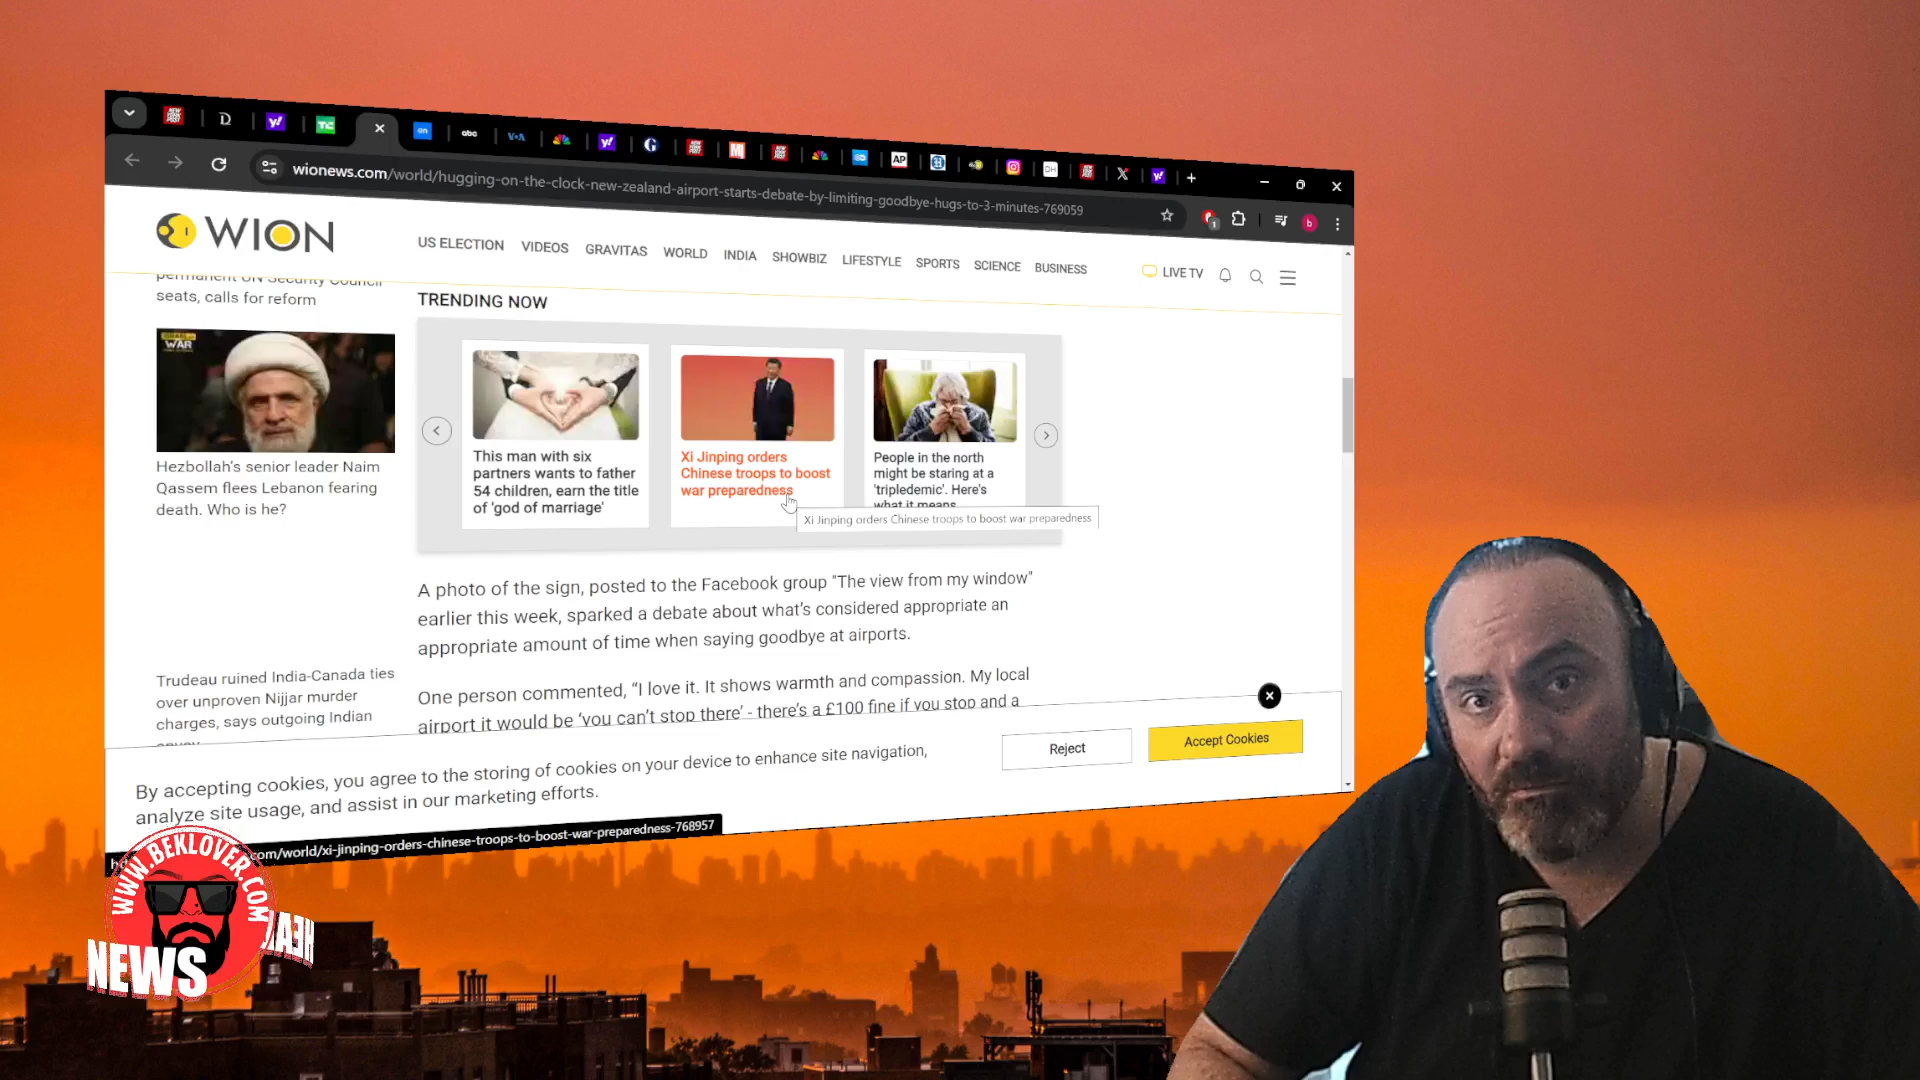 wionews.com/world/hugging-on-the-clock-new-zealand-airport-starts-debate-by-limiting-goodbye-hugs-to-3-minutes-769059
WION
US ELECTION VIDEOS GRAVITAS WORLD INDIA SHOWBIZ LIFESTYLE SPORTS SCIENCE BUSINESS
LIVE TV
permanent UN Security Council
seats, calls for reform
WAR
Hezbollah's senior leader Naim
Qassem flees Lebanon fearing
death. Who is he?
Trudeau ruined India-Canada ties
over unproven Nijjar murder
charges, says outgoing Indian
TRENDING NOW
This man with six
partners wants to father
54 children, earn the title
of 'god of marriage'
Xi Jinping orders
Chinese troops to boost
war preparedness
People in the north
might be staring at a
'tripledemic'. Here's
what it means
Xi Jinping orders Chinese troops to boost war preparedness
A photo of the sign, posted to the Facebook group "The view from my window"
earlier this week, sparked a debate about what's considered appropriate an
appropriate amount of time when saying goodbye at airports.
One person commented, "I love it. It shows warmth and compassion. My local
airport it would be 'you can't stop there' - there's a £100 fine if you stop and a
By accepting cookies, you agree to the storing of cookies on your device to enhance site navigation,
analyze site usage, and assist in our marketing efforts.
Reject
Accept Cookies
com/world/xi-jinping-orders-chinese-troops-to-boost-war-preparedness-768957
WWW.BEKLOVER.COM
NEWS